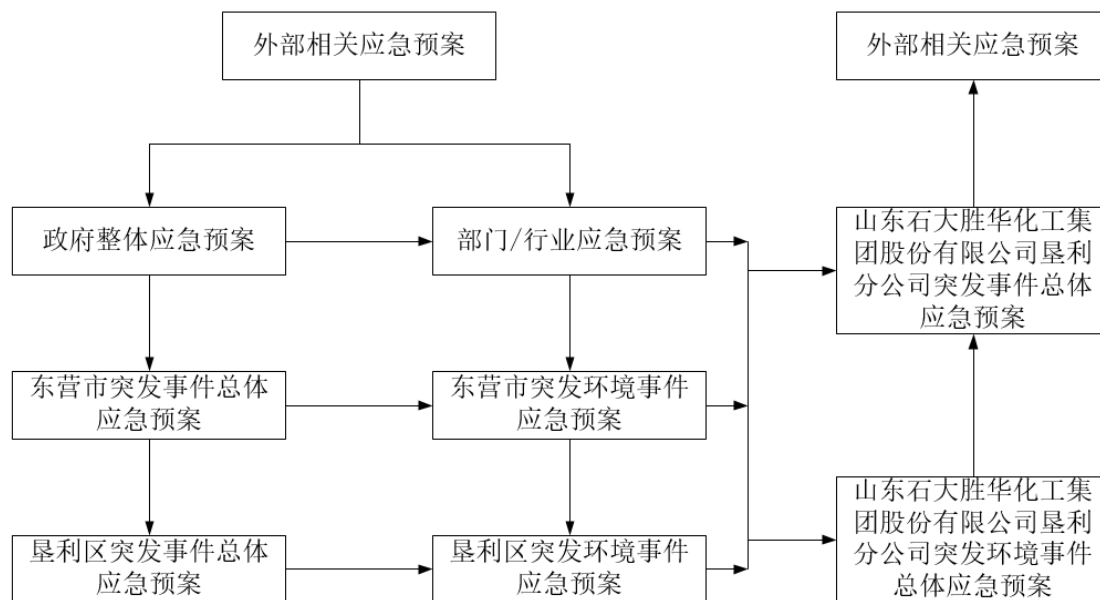 外部相关应急预案
外部相关应急预案
政府整体应急预案
部门/行业应急预案
山东石大胜华化工集
团股份有限公司垦利
分公司突发事件总体
应急预案
东营市突发事件总体
应急预案
东营市突发环境事件
应急预案
垦利区突发事件总体
应急预案
垦利区突发环境事件
应急预案
山东石大胜华化工集
团股份有限公司垦利
分公司突发环境事件
总体应急预案